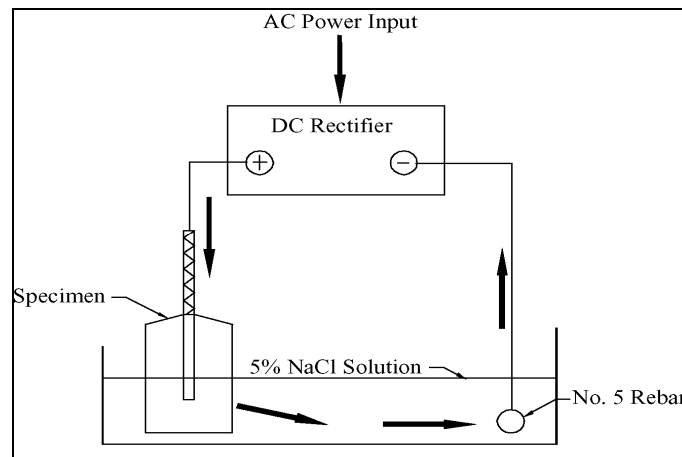 AC Power Input
DC Rectifier
+
−
Specimen
5% NaCl Solution
No. 5 Rebar